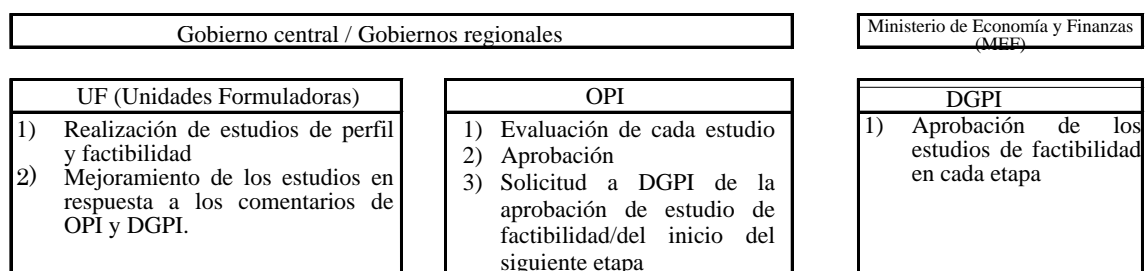 Gobierno central / Gobiernos regionales
Ministerio de Economía y Finanzas
(MEF)
UF (Unidades Formuladoras)
1) Realización de estudios de perfil
y factibilidad
2) Mejoramiento de los estudios en
respuesta a los comentarios de
OPI y DGPI.
OPI
1) Evaluación de cada estudio
2) Aprobación
3) Solicitud a DGPI de la
aprobación de estudio de
factibilidad/del inicio del
siguiente etapa
DGPI
1) Aprobación de los
estudios de factibilidad
en cada etapa